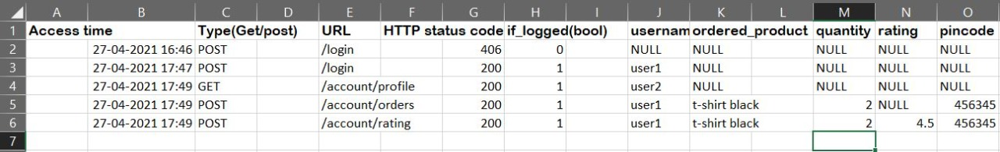 A B C D E F G H I J K L M N O
1 Access time Type(Get/post) URL HTTP status code if_logged(bool) usernam ordered_product quantity rating pincode
2 27-04-2021 16:46 POST /login 406 0 NULL NULL NULL NULL NULL
3 27-04-2021 17:47 POST /login 200 1 user1 NULL NULL NULL NULL
4 27-04-2021 17:49 GET /account/profile 200 1 user2 NULL NULL NULL NULL
5 27-04-2021 17:49 POST /account/orders 200 1 user1 t-shirt black 2 NULL 456345
6 27-04-2021 17:49 POST /account/rating 200 1 user1 t-shirt black 2 4.5 456345
7